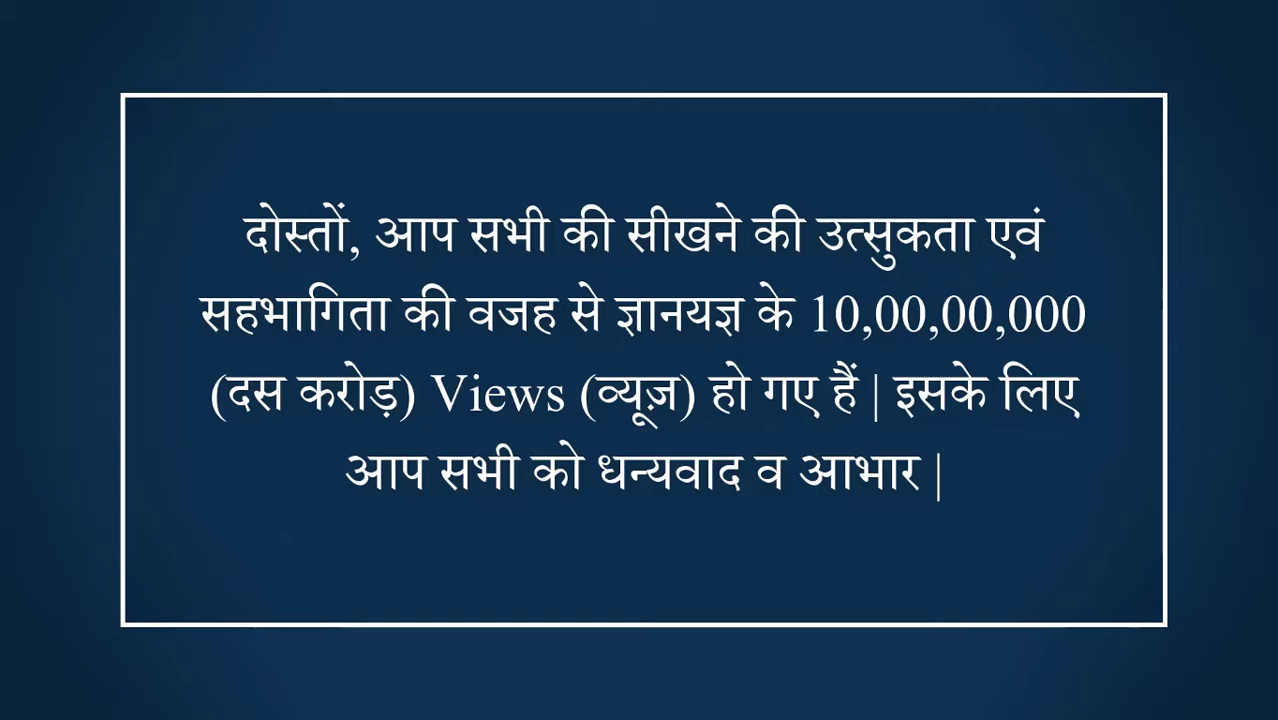 दोस्तों, आप सभी की सीखने की उत्सुकता एवं
सहभागिता की वजह से ज्ञानयज्ञ के 10,00,00,000
(दस करोड़) Views (व्यूज़) हो गए हैं | इसके लिए
आप सभी को धन्यवाद व आभार |